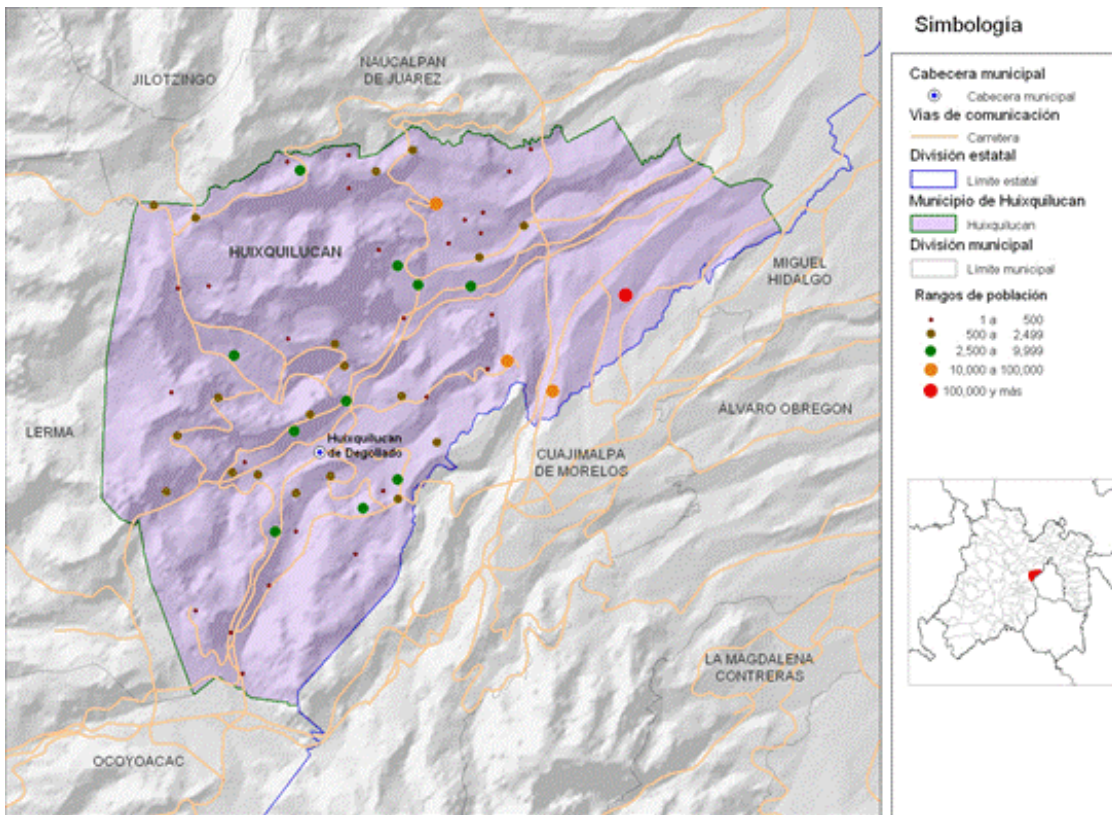 JILOTZINGO
NAUCALPAN
DE JUAREZ
HUIXQUILUCAN
MIGUEL
HIDALGO
LERMA
Huixquilucan
de Degollado
ÁLVARO OBREGON
CUAJIMALPA
DE MORELOS
LA MAGDALENA
CONTRERAS
OCOYOACAC
Simbología
Cabecera municipal
Cabecera municipal
Vías de comunicación
Carretera
División estatal
Límite estatal
Municipio de Huixquilucan
Huixquilucan
División municipal
Límite municipal
Rangos de población
1 a 500
500 a 2,499
2,500 a 9,999
10,000 a 100,000
100,000 y más